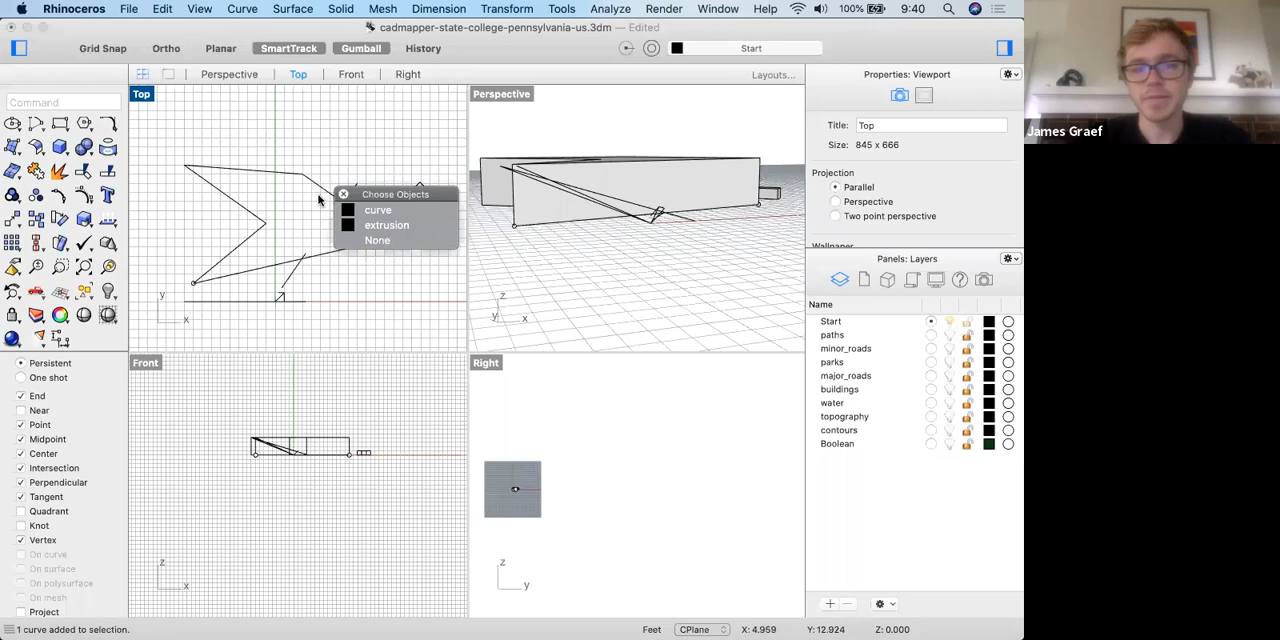 Rhinoceros File Edit View Curve Surface Solid Mesh Dimension Transform Tools Analyze Render Window Help 100% 9:40
cadmapper-state-college-pennsylvania-us.3dm — Edited
Grid Snap Ortho Planar SmartTrack Gumball History Start
Perspective Top Front Right Layouts...
Properties: Viewport
Command
Top
Perspective
Title: Top
Size: 845 x 666
Projection
Parallel
Perspective
Two point perspective
Wallpaper
Choose Objects
curve
extrusion
None
y
x
z
y
x
Panels: Layers
Name
Start
paths
minor_roads
parks
major_roads
buildings
water
topography
contours
Boolean
Front
Right
z
x
z
y
Persistent
One shot
End
Near
Point
Midpoint
Center
Intersection
Perpendicular
Tangent
Quadrant
Knot
Vertex
On curve
On surface
On polysurface
On mesh
Project
1 curve added to selection.
Feet CPlane X: 4.959 Y: 12.924 Z: 0.000
James Graef